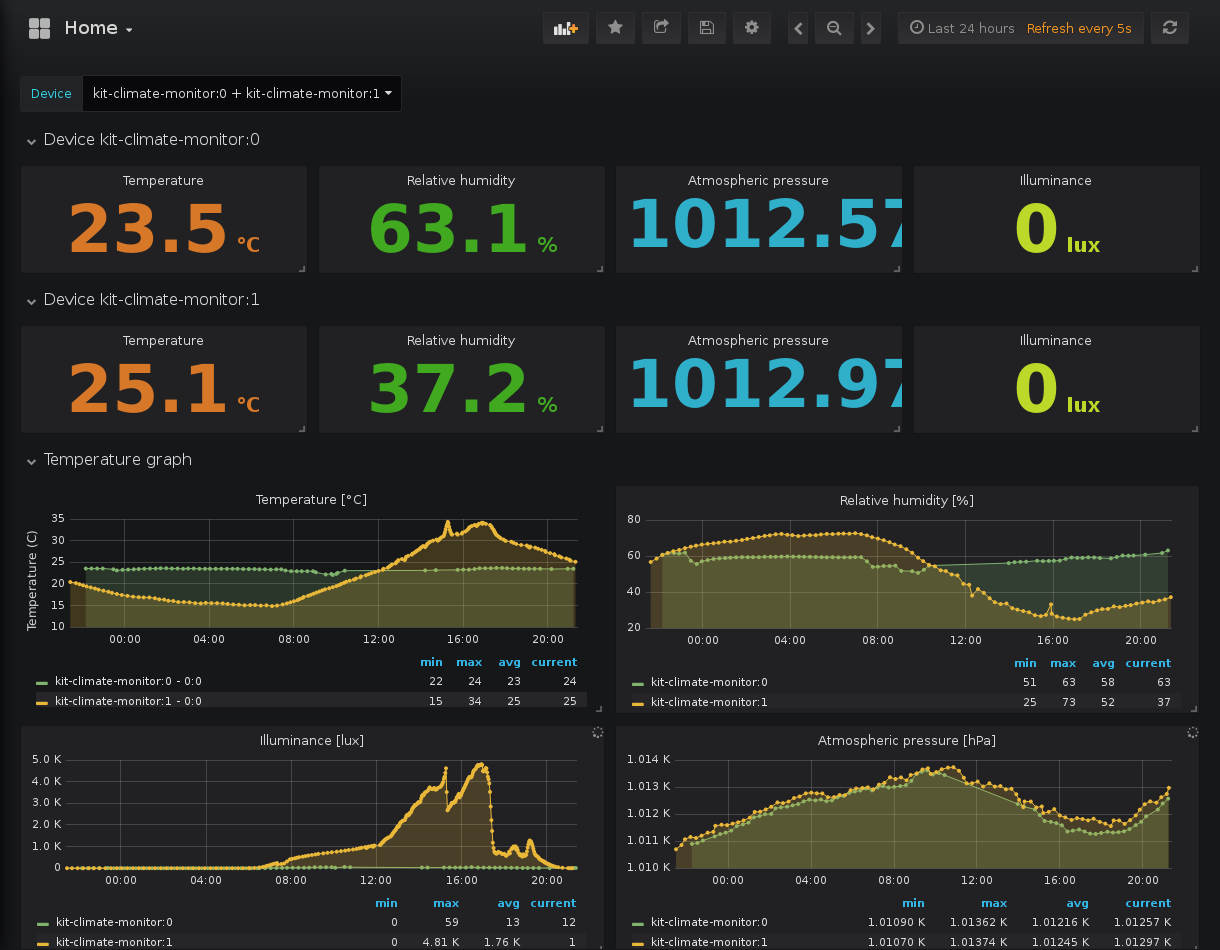 Home
Last 24 hours Refresh every 5s
Device kit-climate-monitor:0 + kit-climate-monitor:1
Device kit-climate-monitor:0
Temperature Relative humidity Atmospheric pressure Illuminance
23.5 °C 63.1 % 1012.57 0 lux
Device kit-climate-monitor:1
Temperature Relative humidity Atmospheric pressure Illuminance
25.1 °C 37.2 % 1012.97 0 lux
Temperature graph
Temperature [°C]
Temperature (C)
35
30
25
20
15
10
00:00 04:00 08:00 12:00 16:00 20:00
min max avg current
kit-climate-monitor:0 - 0:0 22 24 23 24
kit-climate-monitor:1 - 0:0 15 34 25 25
Relative humidity [%]
80
60
40
20
00:00 04:00 08:00 12:00 16:00 20:00
min max avg current
kit-climate-monitor:0 51 63 58 63
kit-climate-monitor:1 25 73 52 37
Illuminance [lux]
5.0 K
4.0 K
3.0 K
2.0 K
1.0 K
0
00:00 04:00 08:00 12:00 16:00 20:00
min max avg current
kit-climate-monitor:0 0 59 13 12
kit-climate-monitor:1 0 4.81 K 1.76 K 1
Atmospheric pressure [hPa]
1.014 K
1.013 K
1.012 K
1.011 K
1.010 K
00:00 04:00 08:00 12:00 16:00 20:00
min max avg current
kit-climate-monitor:0 1.01090 K 1.01362 K 1.01216 K 1.01257 K
kit-climate-monitor:1 1.01070 K 1.01374 K 1.01245 K 1.01297 K